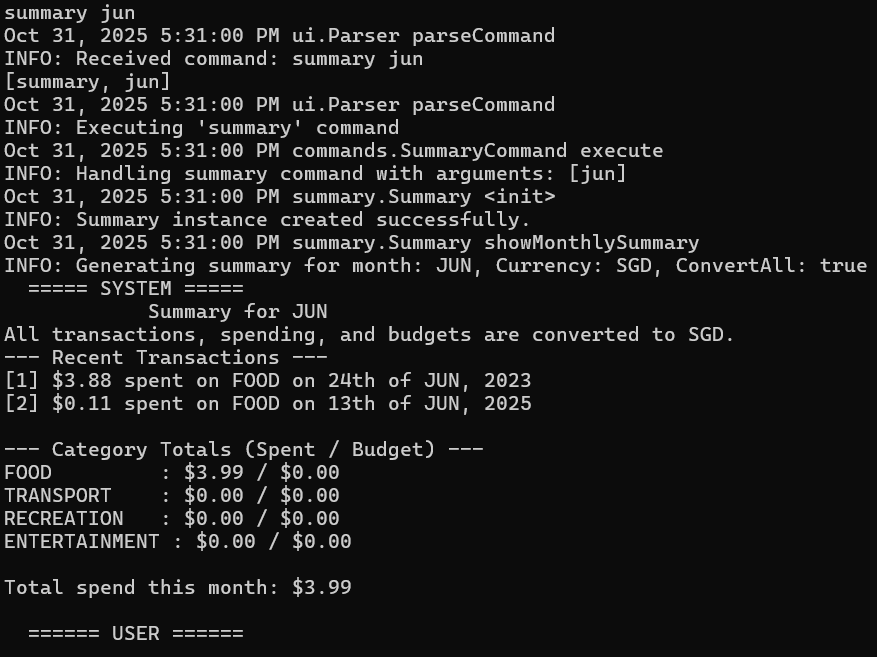 summary jun
Oct 31, 2025 5:31:00 PM ui.Parser parseCommand
INFO: Received command: summary jun
[summary, jun]
Oct 31, 2025 5:31:00 PM ui.Parser parseCommand
INFO: Executing 'summary' command
Oct 31, 2025 5:31:00 PM commands.SummaryCommand execute
INFO: Handling summary command with arguments: [jun]
Oct 31, 2025 5:31:00 PM summary.Summary <init>
INFO: Summary instance created successfully.
Oct 31, 2025 5:31:00 PM summary.Summary showMonthlySummary
INFO: Generating summary for month: JUN, Currency: SGD, ConvertAll: true
  ===== SYSTEM =====
            Summary for JUN
All transactions, spending, and budgets are converted to SGD.
--- Recent Transactions ---
[1] $3.88 spent on FOOD on 24th of JUN, 2023
[2] $0.11 spent on FOOD on 13th of JUN, 2025

--- Category Totals (Spent / Budget) ---
FOOD         : $3.99 / $0.00
TRANSPORT    : $0.00 / $0.00
RECREATION   : $0.00 / $0.00
ENTERTAINMENT : $0.00 / $0.00

Total spend this month: $3.99

  ====== USER ======